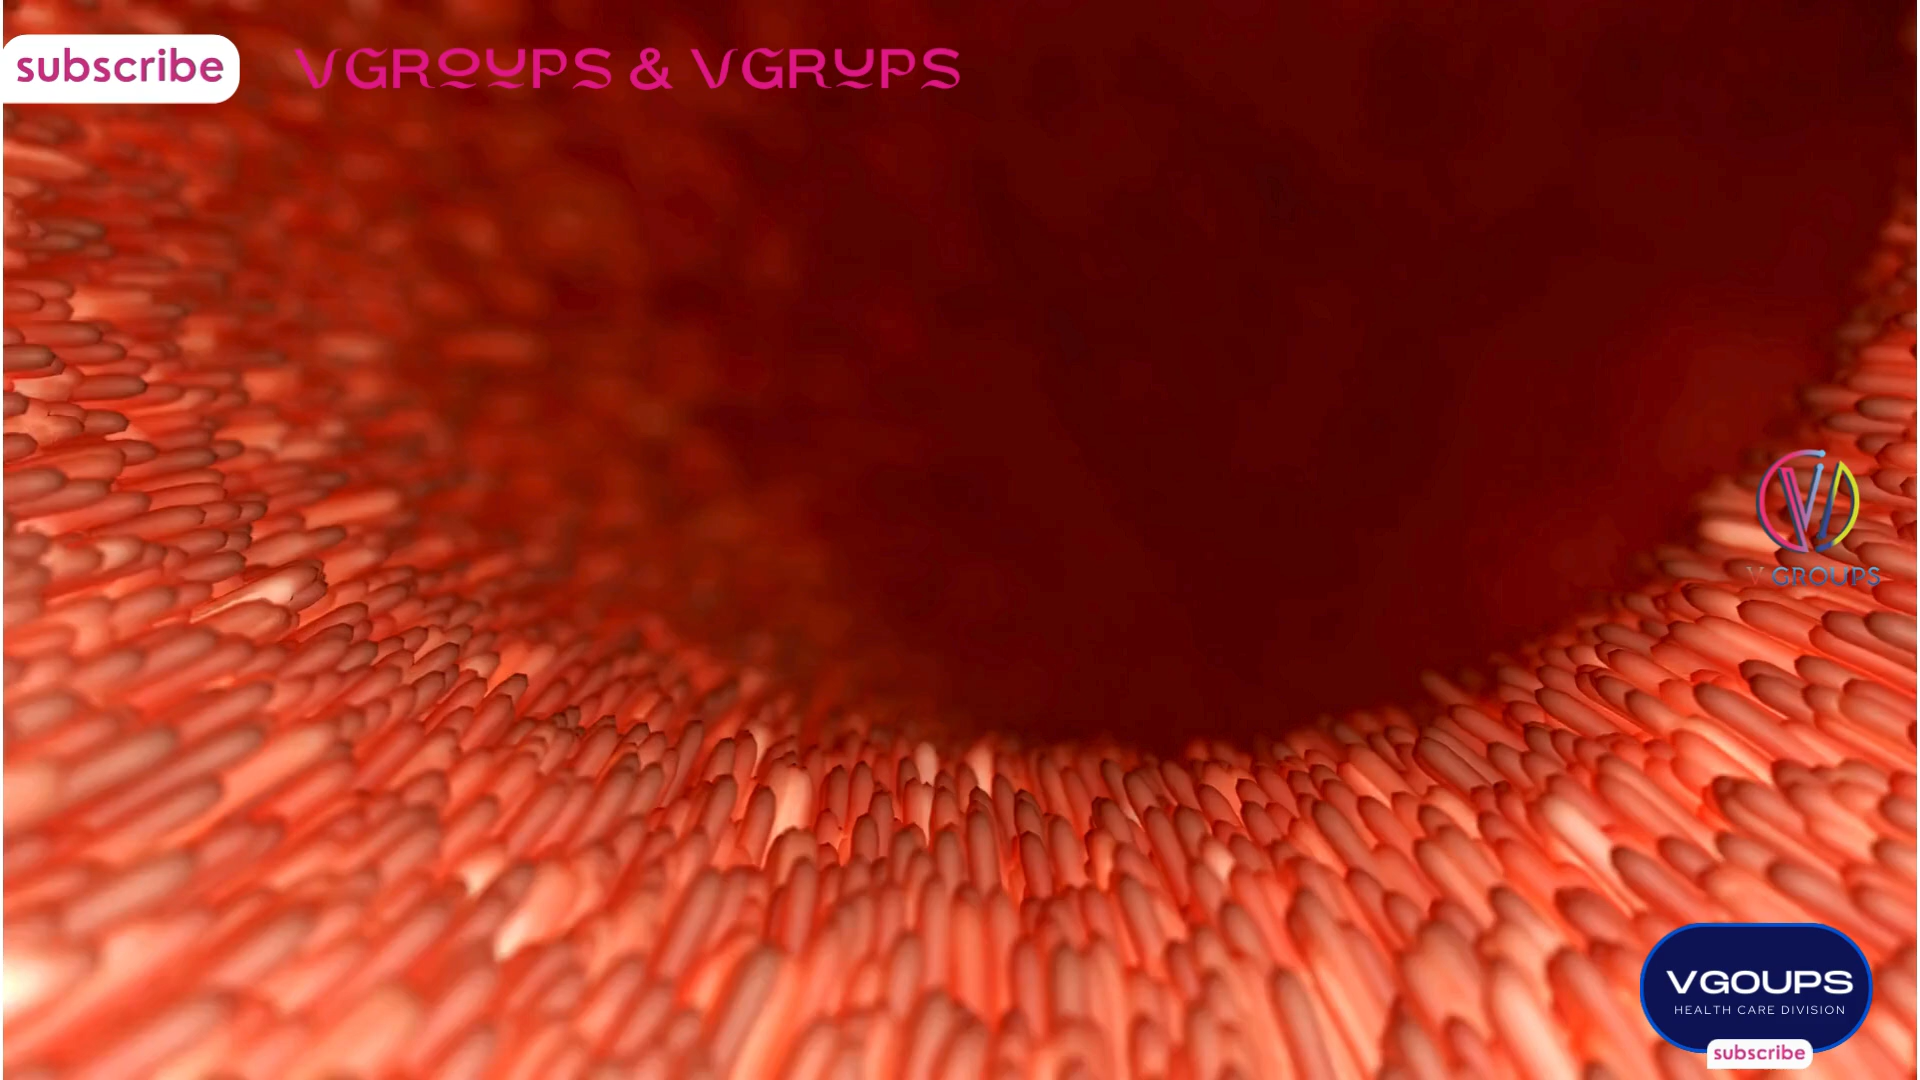 subscribe
VGROUPS & VGRUPS
V GROUPS
VGOUPS
HEALTH CARE DIVISION
subscribe